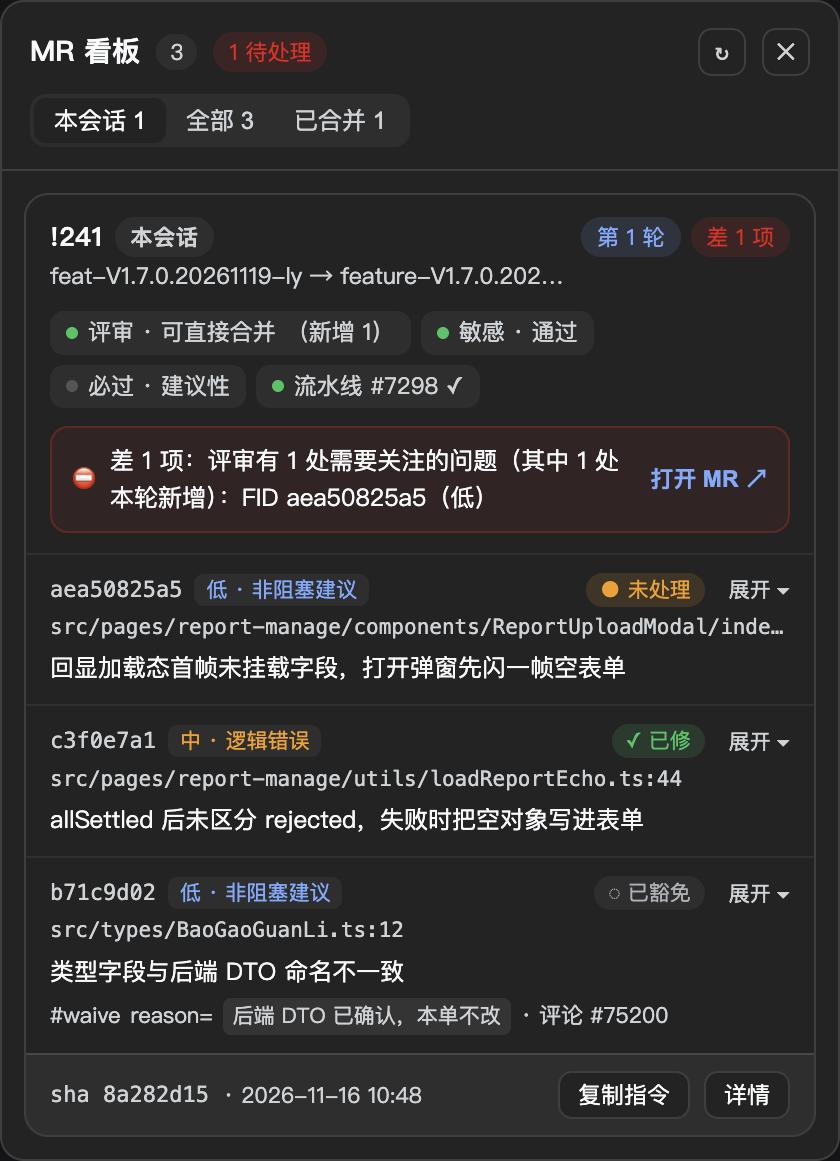 MR 看板 3 1 待处理 ↻ ✕
本会话 1 全部 3 已合并 1
!241 本会话 第 1 轮 差 1 项
feat-V1.7.0.20261119-ly → feature-V1.7.0.202…
评审 · 可直接合并 （新增 1） 敏感 · 通过
必过 · 建议性 流水线 #7298 ✓
差 1 项：评审有 1 处需要关注的问题（其中 1 处
本轮新增）：FID aea50825a5（低）
打开 MR ↗
aea50825a5 低 · 非阻塞建议 未处理 展开
src/pages/report-manage/components/ReportUploadModal/inde…
回显加载态首帧未挂载字段，打开弹窗先闪一帧空表单
c3f0e7a1 中 · 逻辑错误 ✓ 已修 展开
src/pages/report-manage/utils/loadReportEcho.ts:44
allSettled 后未区分 rejected，失败时把空对象写进表单
b71c9d02 低 · 非阻塞建议 已豁免 展开
src/types/BaoGaoGuanLi.ts:12
类型字段与后端 DTO 命名不一致
#waive reason= 后端 DTO 已确认，本单不改 · 评论 #75200
sha 8a282d15 · 2026-11-16 10:48 复制指令 详情